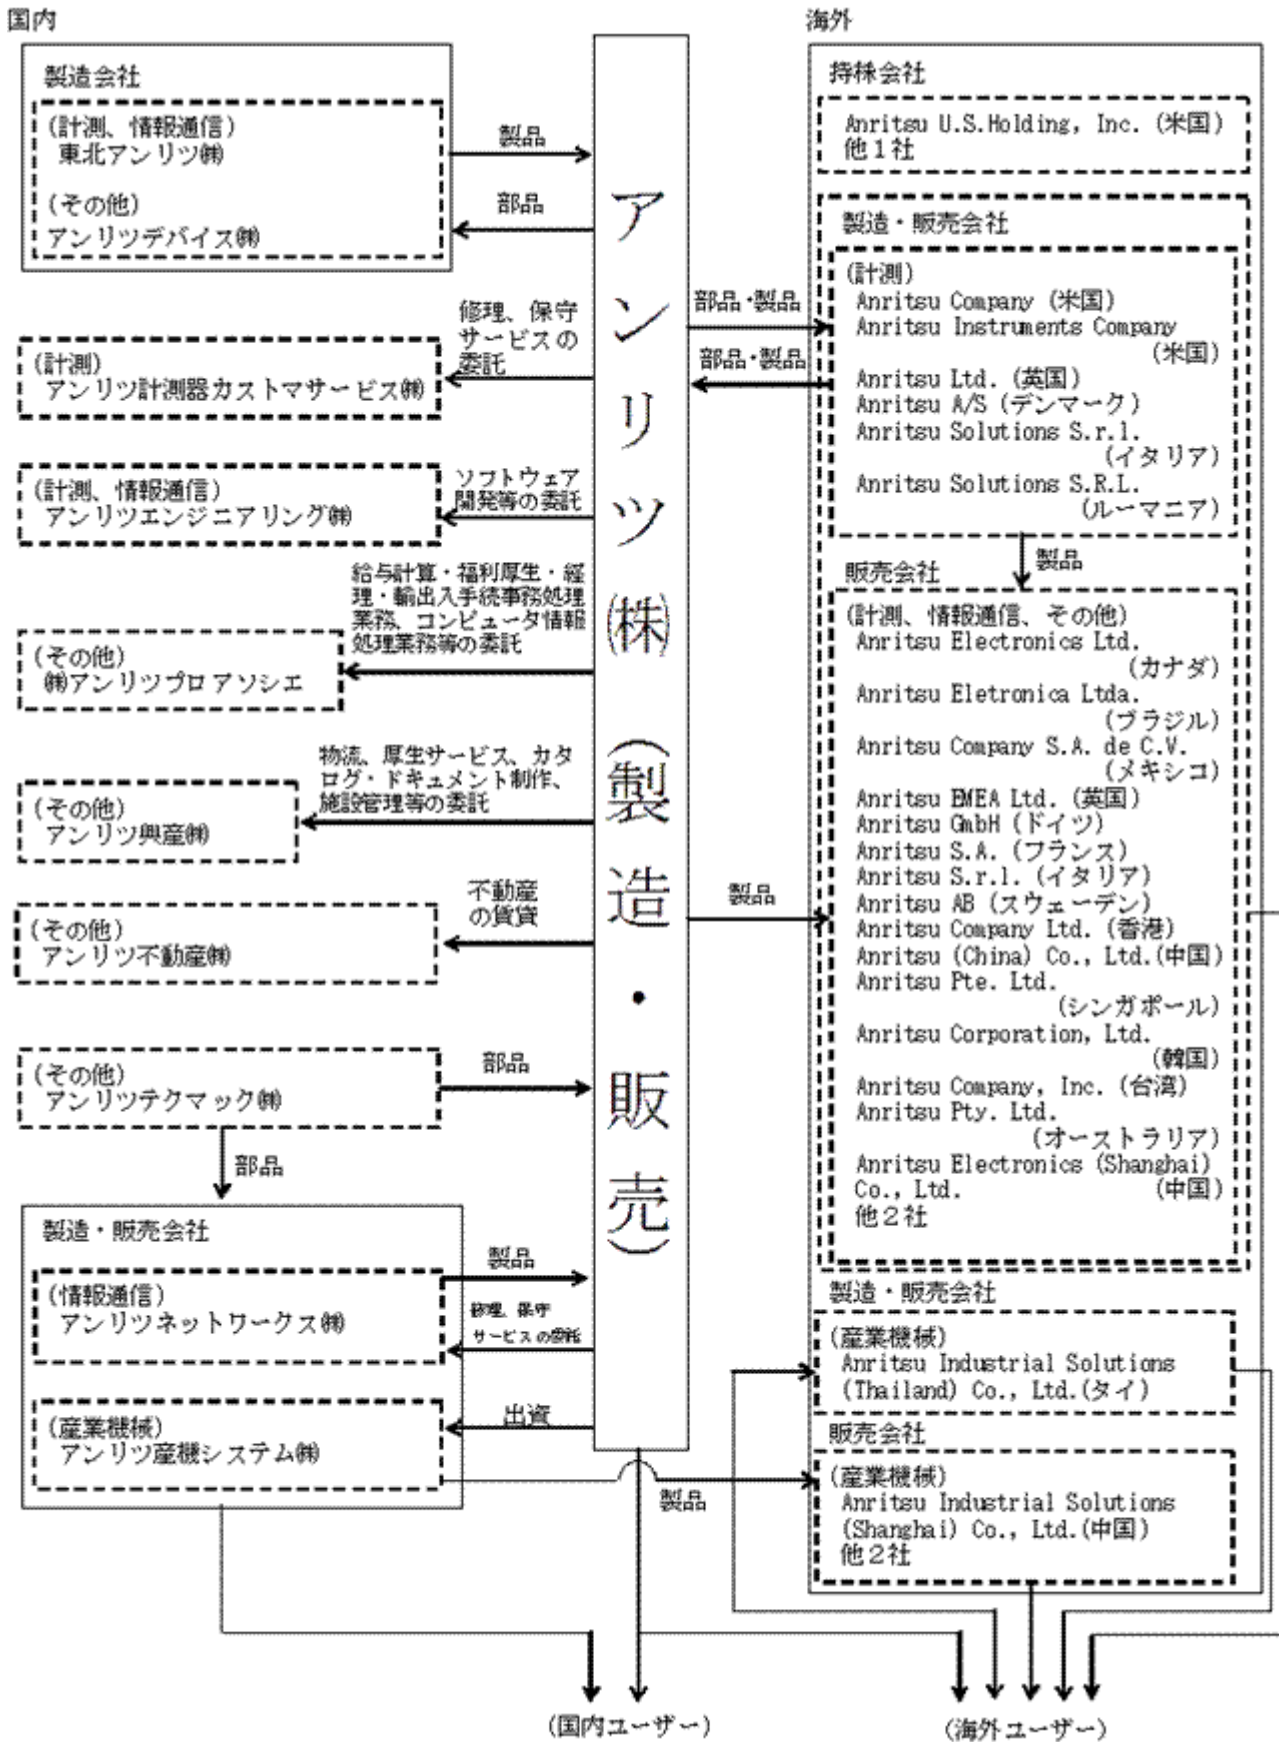 国内
製造会社
(計測、情報通信)
東北アンリツ㈱
(その他)
アンリツデバイス㈱
製品
部品
修理、保守
サービスの
委託
(計測)
アンリツ計測器カストマサービス㈱
ソフトウェア
開発等の委託
(計測、情報通信)
アンリツエンジニアリング㈱
給与計算・福利厚生・経
理・輸出入手続事務処理
業務、コンピュータ情報
処理業務等の委託
(その他)
㈱アンリツプロアソシエ
物流、厚生サービス、カタ
ログ・ドキュメント制作、
施設管理等の委託
(その他)
アンリツ興産㈱
不動産
の賃貸
(その他)
アンリツ不動産㈱
(その他)
アンリツテクマック㈱
部品
部品
製造・販売会社
(情報通信)
アンリツネットワークス㈱
製品
修理、保守
サービスの委託
(産業機械)
アンリツ産機システム㈱
出資
製品
アンリツ㈱(製造・販売)
部品・製品
部品・製品
製品
海外
持株会社
Anritsu U.S.Holding, Inc. (米国)
他１社
製造・販売会社
(計測)
Anritsu Company (米国)
Anritsu Instruments Company
(米国)
Anritsu Ltd. (英国)
Anritsu A/S (デンマーク)
Anritsu Solutions S.r.l.
(イタリア)
Anritsu Solutions S.R.L.
(ルーマニア)
製品
販売会社
(計測、情報通信、その他)
Anritsu Electronics Ltd.
(カナダ)
Anritsu Eletronica Ltda.
(ブラジル)
Anritsu Company S.A. de C.V.
(メキシコ)
Anritsu EMEA Ltd. (英国)
Anritsu GmbH (ドイツ)
Anritsu S.A. (フランス)
Anritsu S.r.l. (イタリア)
Anritsu AB (スウェーデン)
Anritsu Company Ltd. (香港)
Anritsu (China) Co., Ltd.(中国)
Anritsu Pte. Ltd.
(シンガポール)
Anritsu Corporation, Ltd.
(韓国)
Anritsu Company, Inc. (台湾)
Anritsu Pty. Ltd.
(オーストラリア)
Anritsu Electronics (Shanghai)
Co., Ltd. (中国)
他２社
製造・販売会社
(産業機械)
Anritsu Industrial Solutions
(Thailand) Co., Ltd.(タイ)
販売会社
(産業機械)
Anritsu Industrial Solutions
(Shanghai) Co., Ltd.(中国)
他２社
(国内ユーザー)
(海外ユーザー)